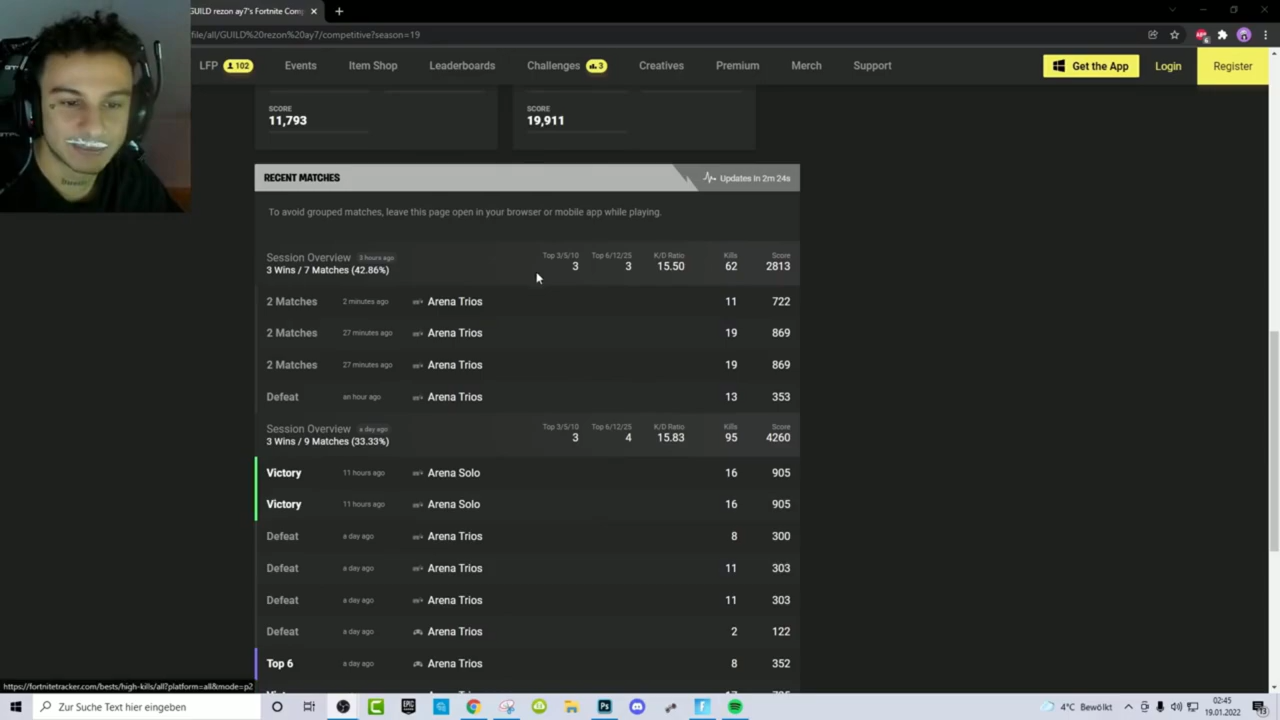 GUILD rezon ay7's Fortnite Com
file/all/GUILD%20rezon%20ay7/competitive?season=19
LFP 102 Events Item Shop Leaderboards Challenges 3 Creatives Premium Merch Support Get the App Login Register
SCORE SCORE
11,793 19,911
RECENT MATCHES Updates in 2m 24s
To avoid grouped matches, leave this page open in your browser or mobile app while playing.
Session Overview 3 hours ago Top 3/5/10 Top 6/12/25 K/D Ratio Kills Score
3 Wins / 7 Matches (42.86%) 3 3 15.50 62 2813
2 Matches 2 minutes ago Arena Trios 11 722
2 Matches 27 minutes ago Arena Trios 19 869
2 Matches 27 minutes ago Arena Trios 19 869
Defeat an hour ago Arena Trios 13 353
Session Overview a day ago Top 3/5/10 Top 6/12/25 K/D Ratio Kills Score
3 Wins / 9 Matches (33.33%) 3 4 15.83 95 4260
Victory 11 hours ago Arena Solo 16 905
Victory 11 hours ago Arena Solo 16 905
Defeat a day ago Arena Trios 8 300
Defeat a day ago Arena Trios 11 303
Defeat a day ago Arena Trios 11 303
Defeat a day ago Arena Trios 2 122
Top 6 a day ago Arena Trios 8 352
https://fortnitetracker.com/bests/high-kills/all?platform=all&mode=p2
Zur Suche Text hier eingeben
EPIC
4°C Bewölkt
02:45
19.01.2022